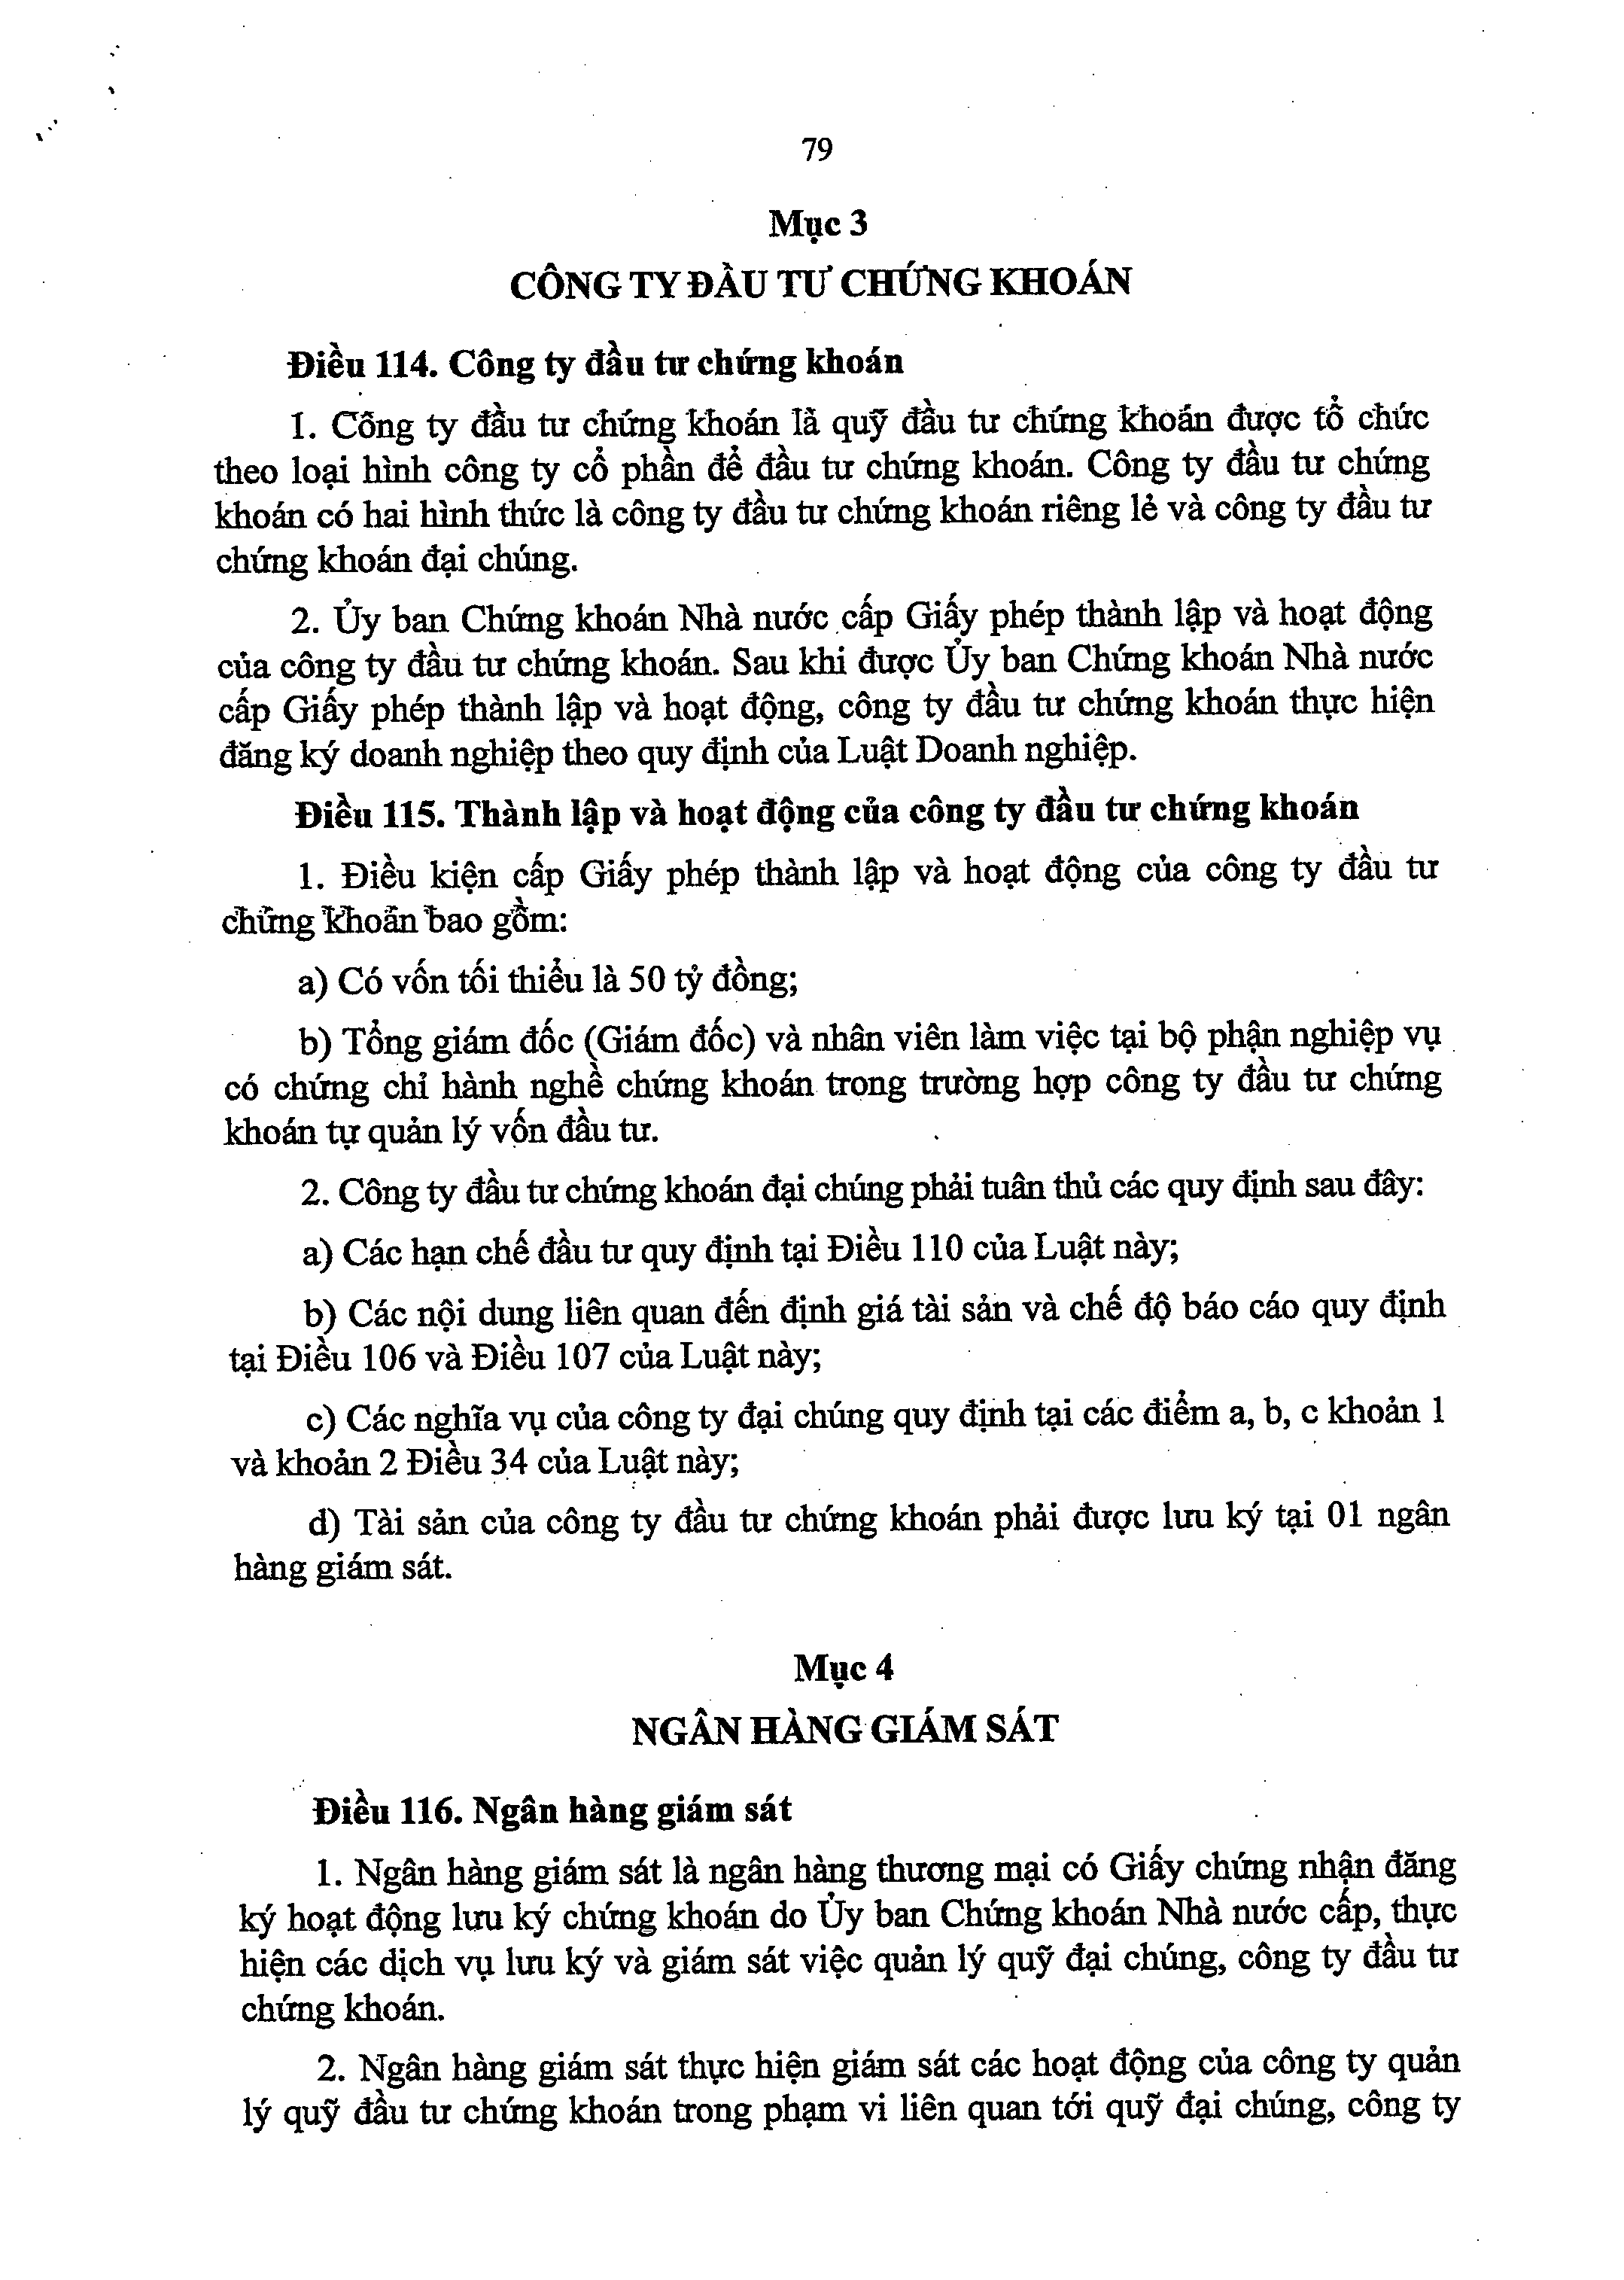 79
Mục 3
CÔNG TY ĐẦU TƯ CHỨNG KHOÁN
Điều 114. Công ty đầu tư chứng khoán
1. Công ty đầu tư chứng khoán là quỹ đầu tư chứng khoán được tổ chức
theo loại hình công ty cổ phần để đầu tư chứng khoán. Công ty đầu tư chứng
khoán có hai hình thức là công ty đầu tư chứng khoán riêng lẻ và công ty đầu tư
chứng khoán đại chúng.
2. Ủy ban Chứng khoán Nhà nước cấp Giấy phép thành lập và hoạt động
của công ty đầu tư chứng khoán. Sau khi được Ủy ban Chứng khoán Nhà nước
cấp Giấy phép thành lập và hoạt động, công ty đầu tư chứng khoán thực hiện
đăng ký doanh nghiệp theo quy định của Luật Doanh nghiệp.
Điều 115. Thành lập và hoạt động của công ty đầu tư chứng khoán
1. Điều kiện cấp Giấy phép thành lập và hoạt động của công ty đầu tư
chứng khoán bao gồm:
a) Có vốn tối thiểu là 50 tỷ đồng;
b) Tổng giám đốc (Giám đốc) và nhân viên làm việc tại bộ phận nghiệp vụ
có chứng chỉ hành nghề chứng khoán trong trường hợp công ty đầu tư chứng
khoán tự quản lý vốn đầu tư.
2. Công ty đầu tư chứng khoán đại chúng phải tuân thủ các quy định sau đây:
a) Các hạn chế đầu tư quy định tại Điều 110 của Luật này;
b) Các nội dung liên quan đến định giá tài sản và chế độ báo cáo quy định
tại Điều 106 và Điều 107 của Luật này;
c) Các nghĩa vụ của công ty đại chúng quy định tại các điểm a, b, c khoản 1
và khoản 2 Điều 34 của Luật này;
d) Tài sản của công ty đầu tư chứng khoán phải được lưu ký tại 01 ngân
hàng giám sát.
Mục 4
NGÂN HÀNG GIÁM SÁT
Điều 116. Ngân hàng giám sát
1. Ngân hàng giám sát là ngân hàng thương mại có Giấy chứng nhận đăng
ký hoạt động lưu ký chứng khoán do Ủy ban Chứng khoán Nhà nước cấp, thực
hiện các dịch vụ lưu ký và giám sát việc quản lý quỹ đại chúng, công ty đầu tư
chứng khoán.
2. Ngân hàng giám sát thực hiện giám sát các hoạt động của công ty quản
lý quỹ đầu tư chứng khoán trong phạm vi liên quan tới quỹ đại chúng, công ty